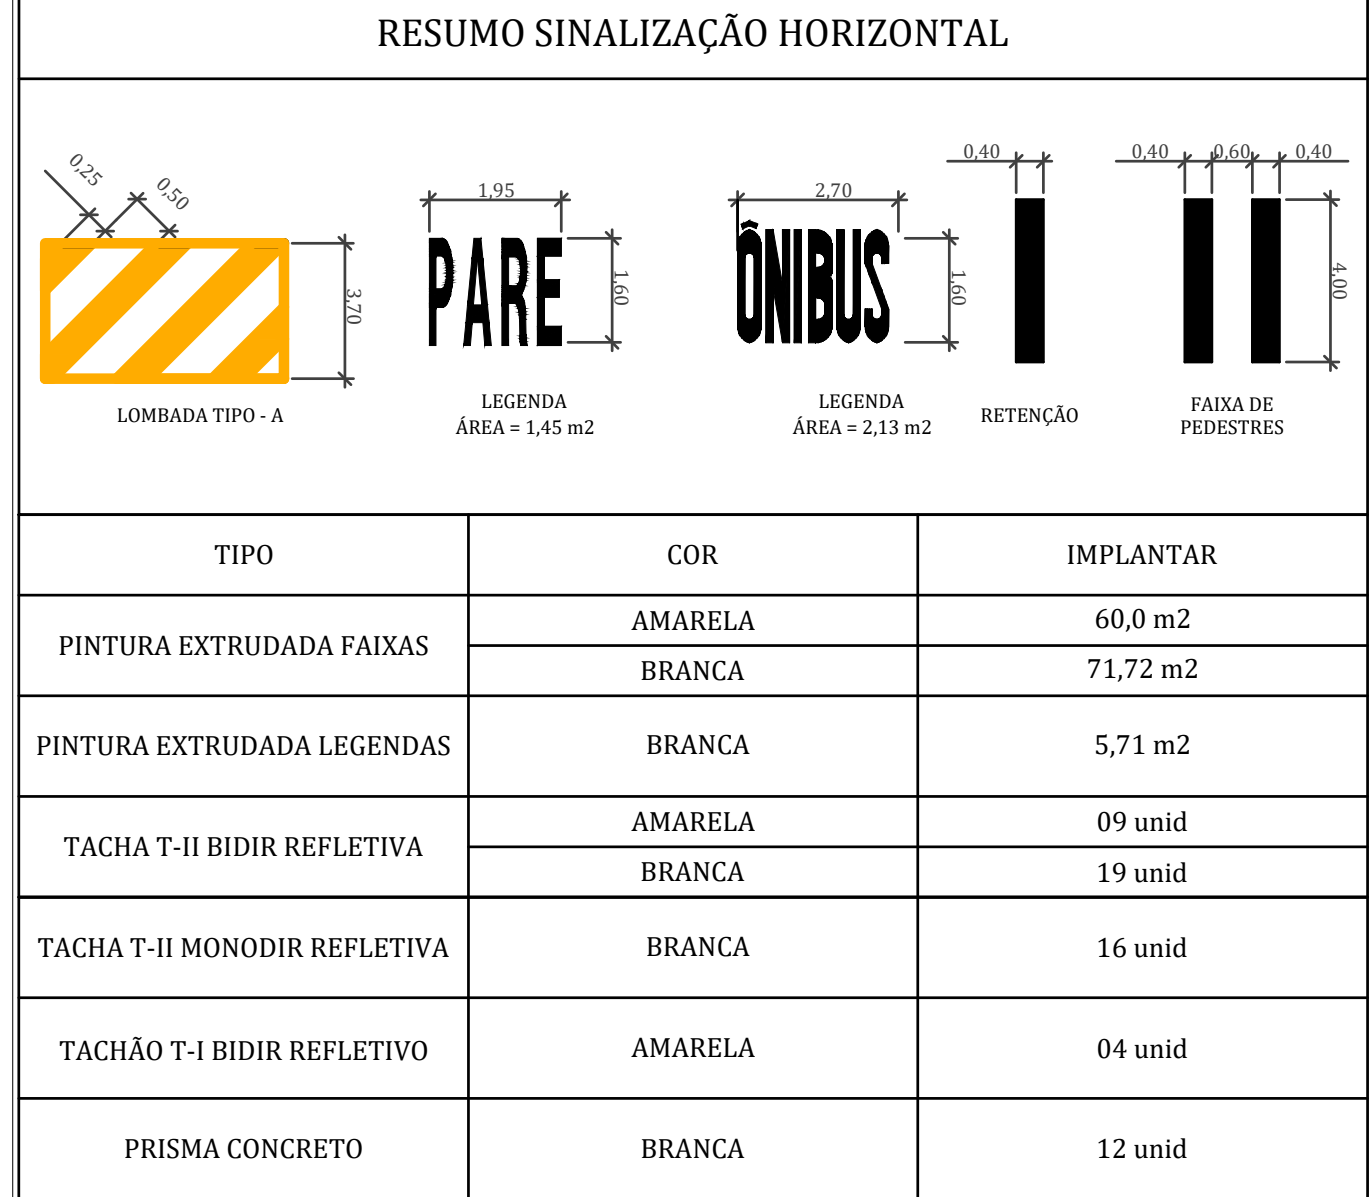 RESUMO SINALIZAÇÃO HORIZONTAL
0,25
0,50
3,70
LOMBADA TIPO - A
1,95
PARE
1,60
LEGENDA
ÁREA = 1,45 m2
2,70
ÔNIBUS
1,60
LEGENDA
ÁREA = 2,13 m2
0,40
RETENÇÃO
0,40 0,60 0,40
4,00
FAIXA DE
PEDESTRES
TIPO COR IMPLANTAR
PINTURA EXTRUDADA FAIXAS
AMARELA 60,0 m2
BRANCA 71,72 m2
PINTURA EXTRUDADA LEGENDAS BRANCA 5,71 m2
TACHA T-II BIDIR REFLETIVA
AMARELA 09 unid
BRANCA 19 unid
TACHA T-II MONODIR REFLETIVA BRANCA 16 unid
TACHÃO T-I BIDIR REFLETIVO AMARELA 04 unid
PRISMA CONCRETO BRANCA 12 unid